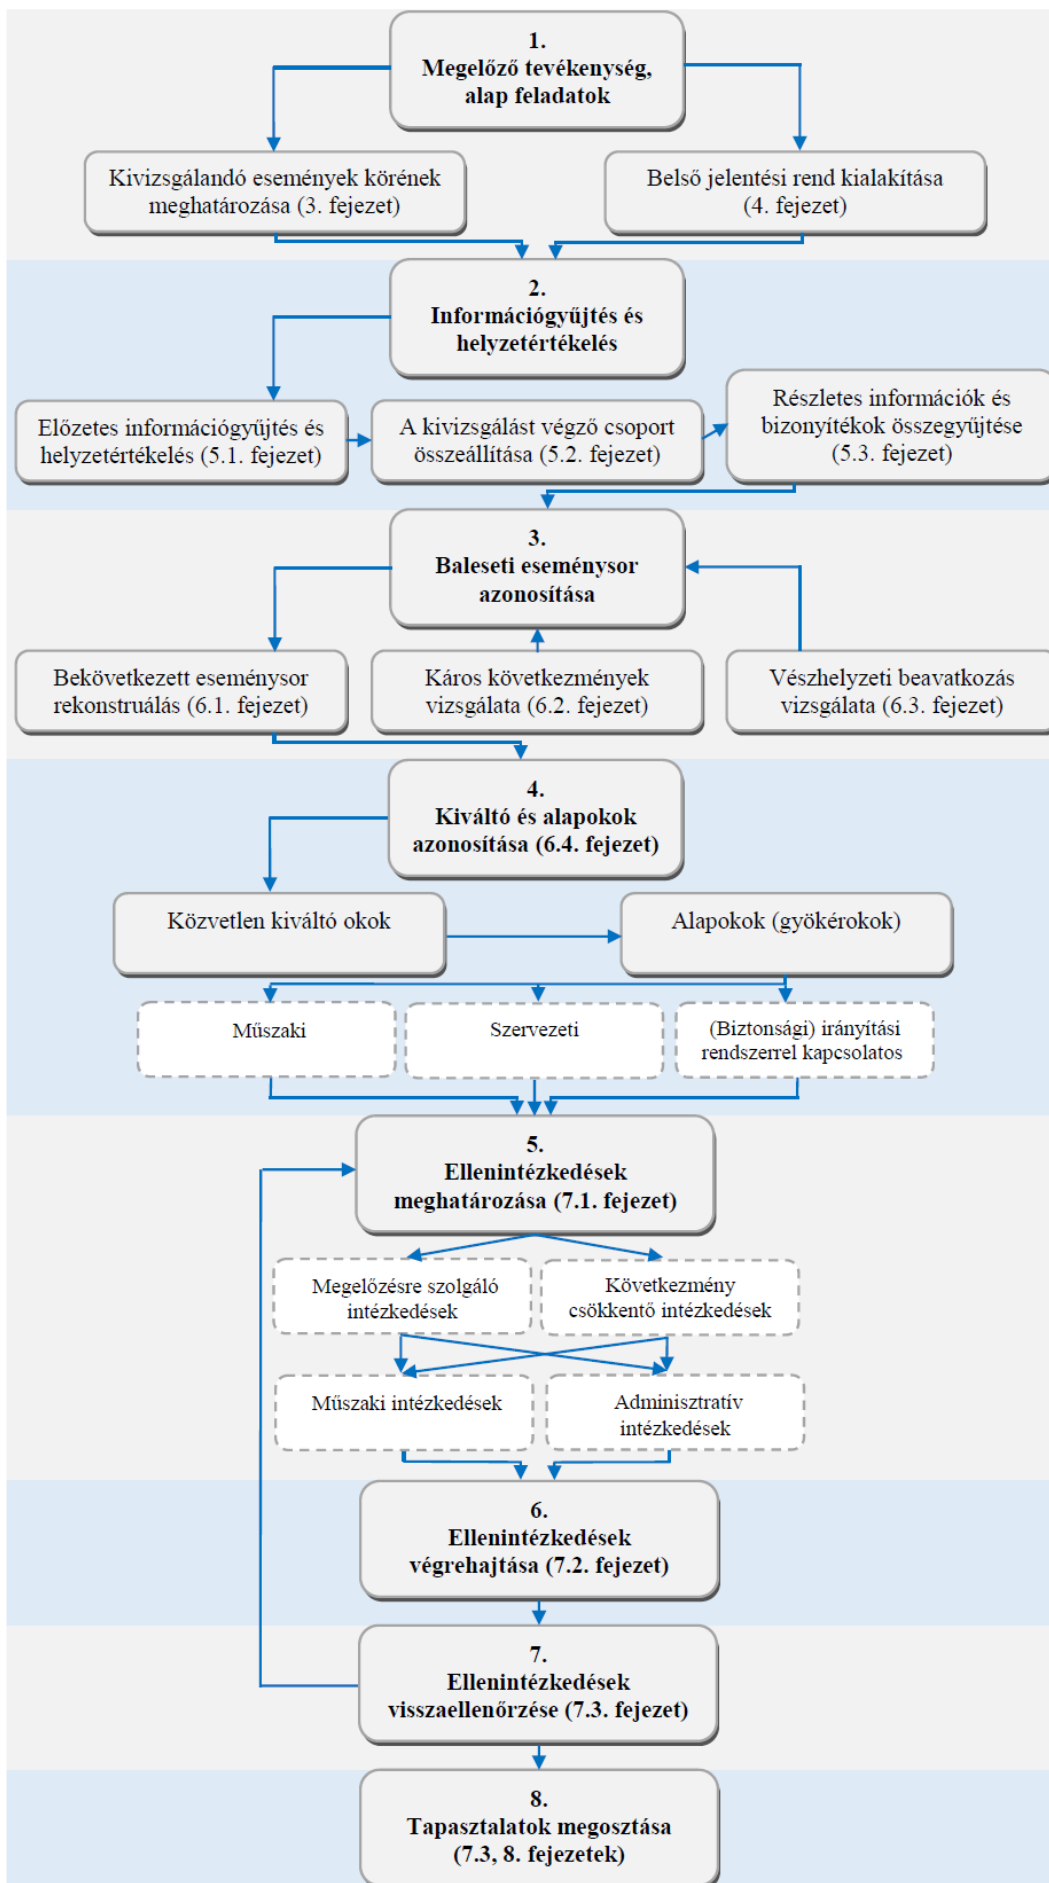 1.
Megelőző tevékenység,
alap feladatok
Kivizsgálandó események körének
meghatározása (3. fejezet)
Belső jelentési rend kialakítása
(4. fejezet)
2.
Információgyűjtés és
helyzetértékelés
Előzetes információgyűjtés és
helyzetértékelés (5.1. fejezet)
A kivizsgálást végző csoport
összeállítása (5.2. fejezet)
Részletes információk és
bizonyítékok összegyűjtése
(5.3. fejezet)
3.
Baleseti eseménysor
azonosítása
Bekövetkezett eseménysor
rekonstruálás (6.1. fejezet)
Káros következmények
vizsgálata (6.2. fejezet)
Vészhelyzeti beavatkozás
vizsgálata (6.3. fejezet)
4.
Kiváltó és alapokok
azonosítása (6.4. fejezet)
Közvetlen kiváltó okok
Alapokok (gyökérokok)
Műszaki
Szervezeti
(Biztonsági) irányítási
rendszerrel kapcsolatos
5.
Ellenintézkedések
meghatározása (7.1. fejezet)
Megelőzésre szolgáló
intézkedések
Következmény
csökkentő intézkedések
Műszaki intézkedések
Adminisztratív
intézkedések
6.
Ellenintézkedések
végrehajtása (7.2. fejezet)
7.
Ellenintézkedések
visszaellenőrzése (7.3. fejezet)
8.
Tapasztalatok megosztása
(7.3, 8. fejezetek)